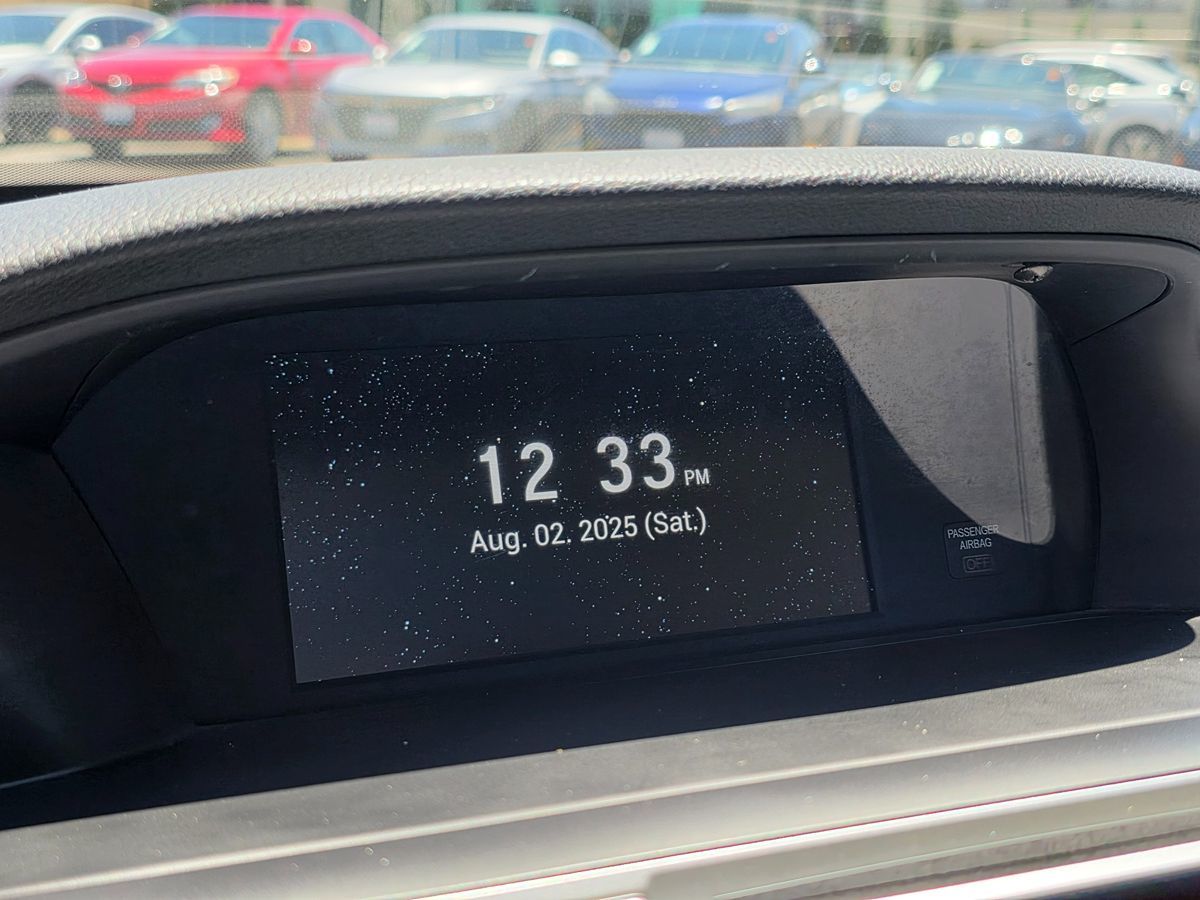 12 33 PM
Aug. 02. 2025 (Sat.)
PASSENGER
AIRBAG
OFF